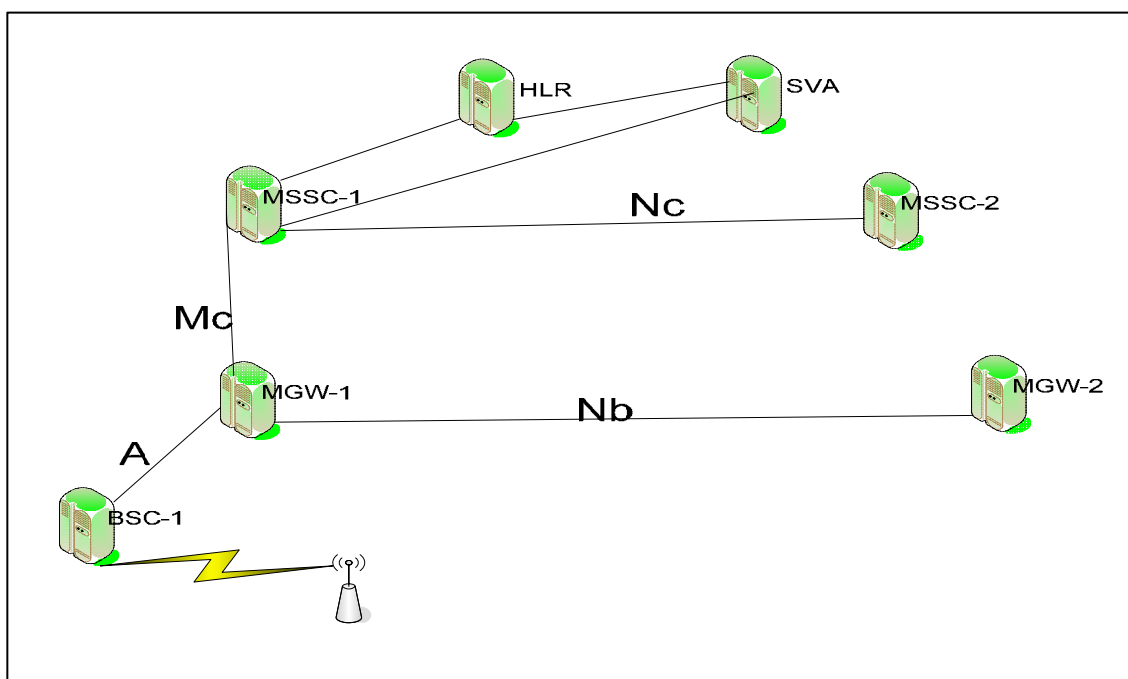 HLR
SVA
MSSC-1
Nc
MSSC-2
Mc
MGW-1
Nb
MGW-2
A
BSC-1